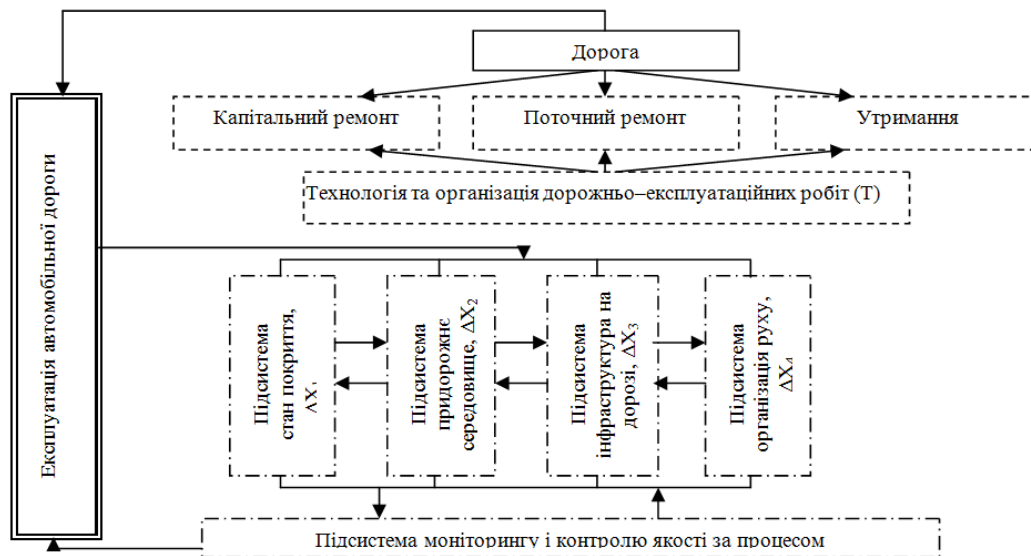 Дорога
Капітальний ремонт
Поточний ремонт
Утримання
Технологія та організація дорожньо–експлуатаційних робіт (Т)
Експлуатація автомобільної дороги
Підсистема
стан покриття,
ΔX₁
Підсистема
придорожнє
середовище, ΔX₂
Підсистема
інфраструктура на
дорозі, ΔX₃
Підсистема
організація руху,
ΔX₄
Підсистема моніторингу і контролю якості за процесом